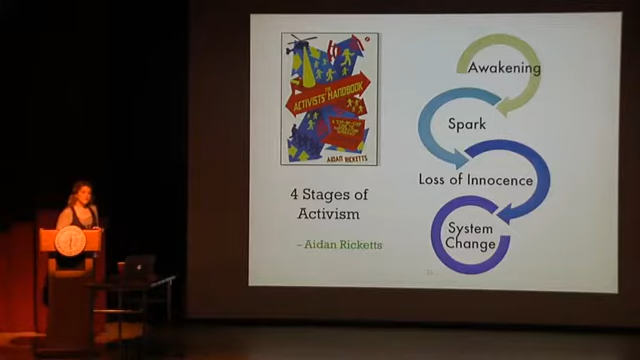 THE
ACTIVISTS' HANDBOOK
AIDAN RICKETTS
4 Stages of
Activism
– Aidan Ricketts
Awakening
Spark
Loss of Innocence
System
Change